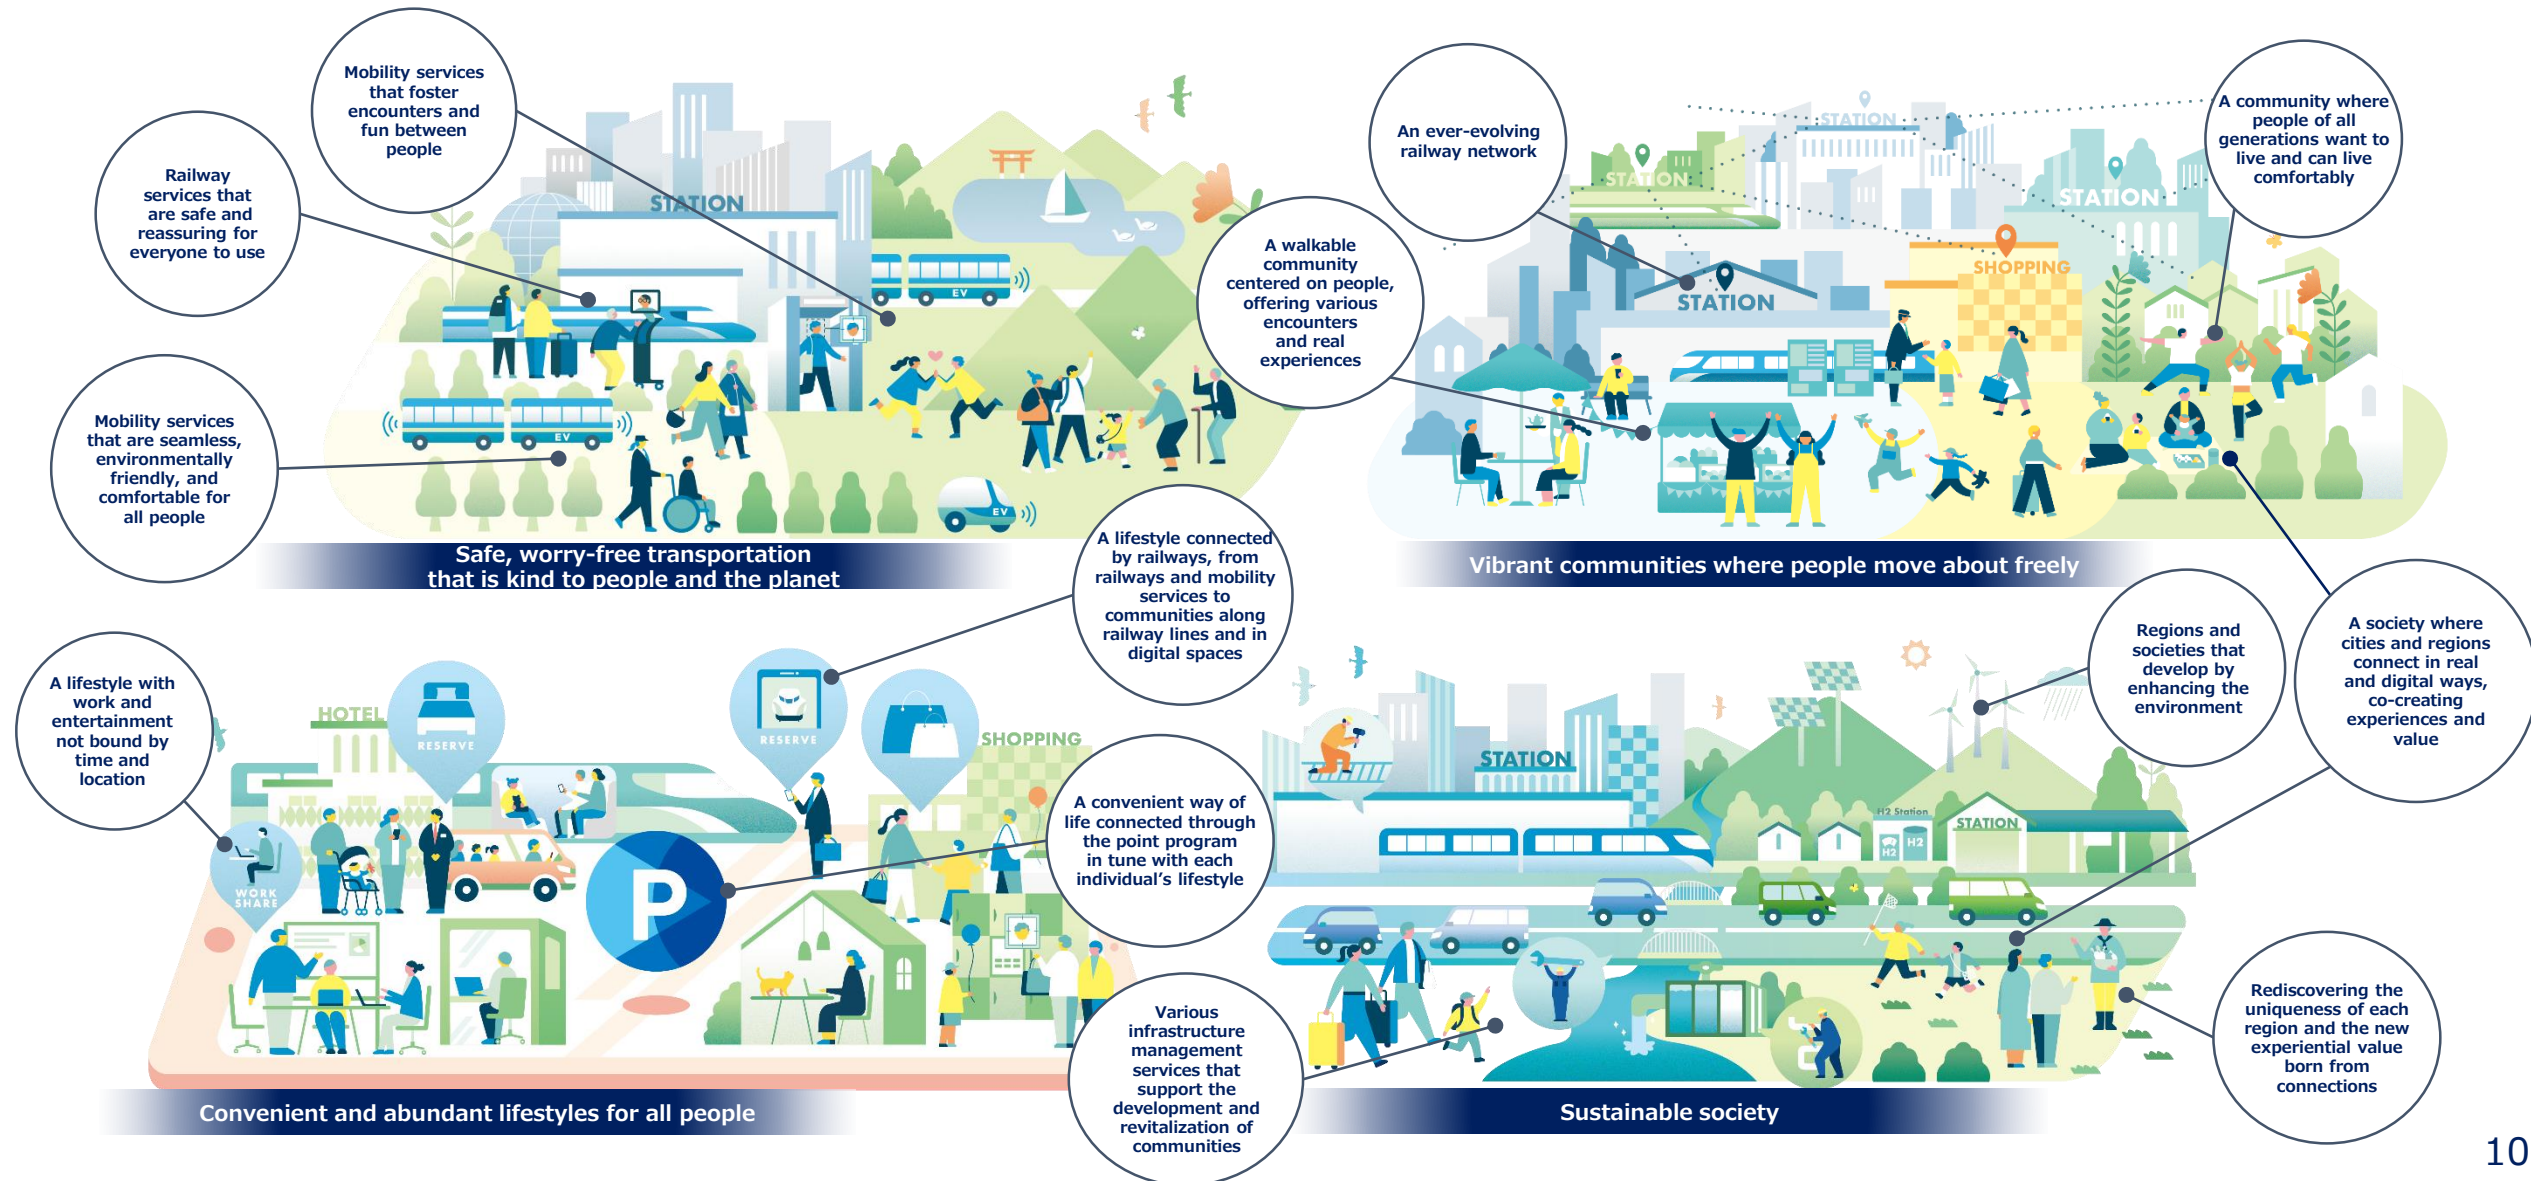 Mobility services
that foster
encounters and
fun between
people
Railway
services that
are safe and
reassuring for
everyone to use
Mobility services
that are seamless,
environmentally
friendly, and
comfortable for
all people
STATION
EV
EV
EV
Safe, worry-free transportation
that is kind to people and the planet
An ever-evolving
railway network
A walkable
community
centered on people,
offering various
encounters
and real
experiences
A community where
people of all
generations want to
live and can live
comfortably
STATION
STATION
STATION
SHOPPING
STATION
Vibrant communities where people move about freely
A lifestyle connected
by railways, from
railways and mobility
services to
communities along
railway lines and in
digital spaces
A lifestyle with
work and
entertainment
not bound by
time and
location
HOTEL
RESERVE
RESERVE
SHOPPING
WORK
SHARE
P
A convenient way of
life connected through
the point program
in tune with each
individual's lifestyle
Convenient and abundant lifestyles for all people
Various
infrastructure
management
services that
support the
development and
revitalization of
communities
Regions and
societies that
develop by
enhancing the
environment
A society where
cities and regions
connect in real
and digital ways,
co-creating
experiences and
value
STATION
H2 Station
H2
H2
STATION
Rediscovering the
uniqueness of each
region and the new
experiential value
born from
connections
Sustainable society
10